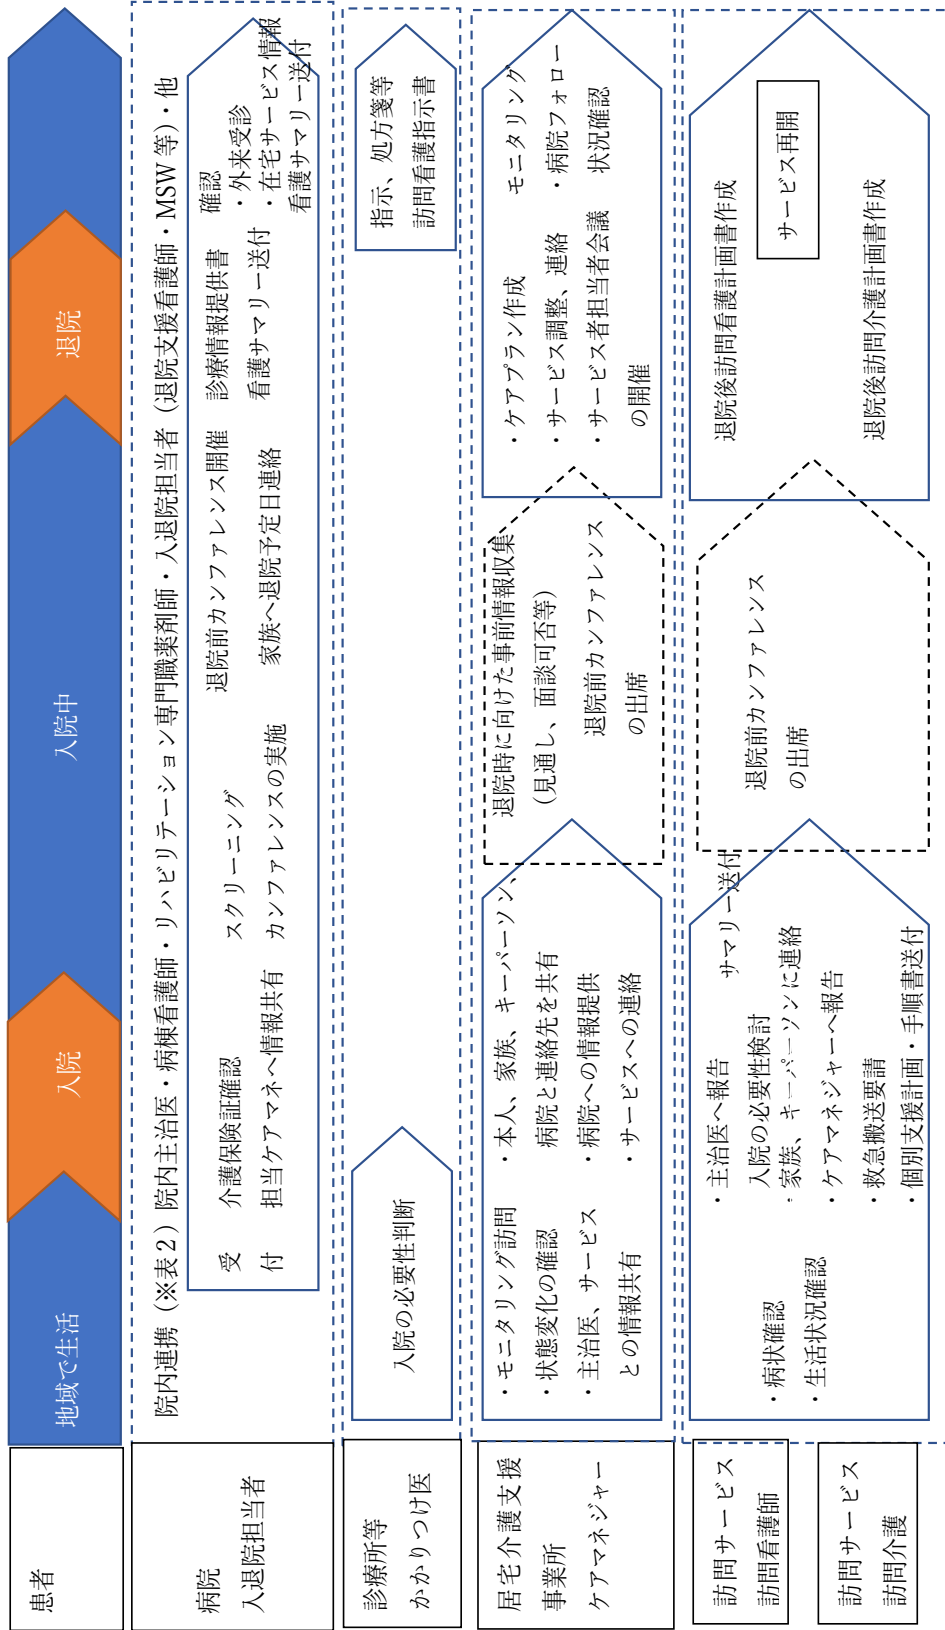 患者
地域で生活
入院
入院中
退院
病院
入退院担当者
院内連携（※表２）院内主治医・病棟看護師・リハビリテーション専門職薬剤師・入退院担当者（退院支援看護師・MSW 等）・他
受
付
介護保険証確認
担当ケアマネへ情報共有
スクリーニング
カンファレンスの実施
退院前カンファレンス開催
家族へ退院予定日連絡
診療情報提供書
看護サマリー送付
確認
・外来受診
・在宅サービス情報
看護サマリー送付
診療所等
かかりつけ医
入院の必要性判断
指示、処方箋等
訪問看護指示書
居宅介護支援
事業所
ケアマネジャー
・モニタリング訪問
・状態変化の確認
・主治医、サービス
との情報共有
・本人、家族、キーパーソン、
病院と連絡先を共有
・病院への情報提供
・サービスへの連絡
退院時に向けた事前情報収集
（見通し、面談可否等）
退院前カンファレンス
の出席
・ケアプラン作成
・サービス調整、連絡
・サービス者担当者会議
の開催
モニタリング
・病院フォロー
状況確認
訪問サービス
訪問看護師
訪問サービス
訪問介護
・病状確認
・生活状況確認
・主治医へ報告
サマリー送付
入院の必要性検討
・家族、キーパーソンに連絡
・ケアマネジャーへ報告
・救急搬送要請
・個別支援計画・手順書送付
退院前カンファレンス
の出席
退院後訪問看護計画書作成
サービス再開
退院後訪問介護計画書作成